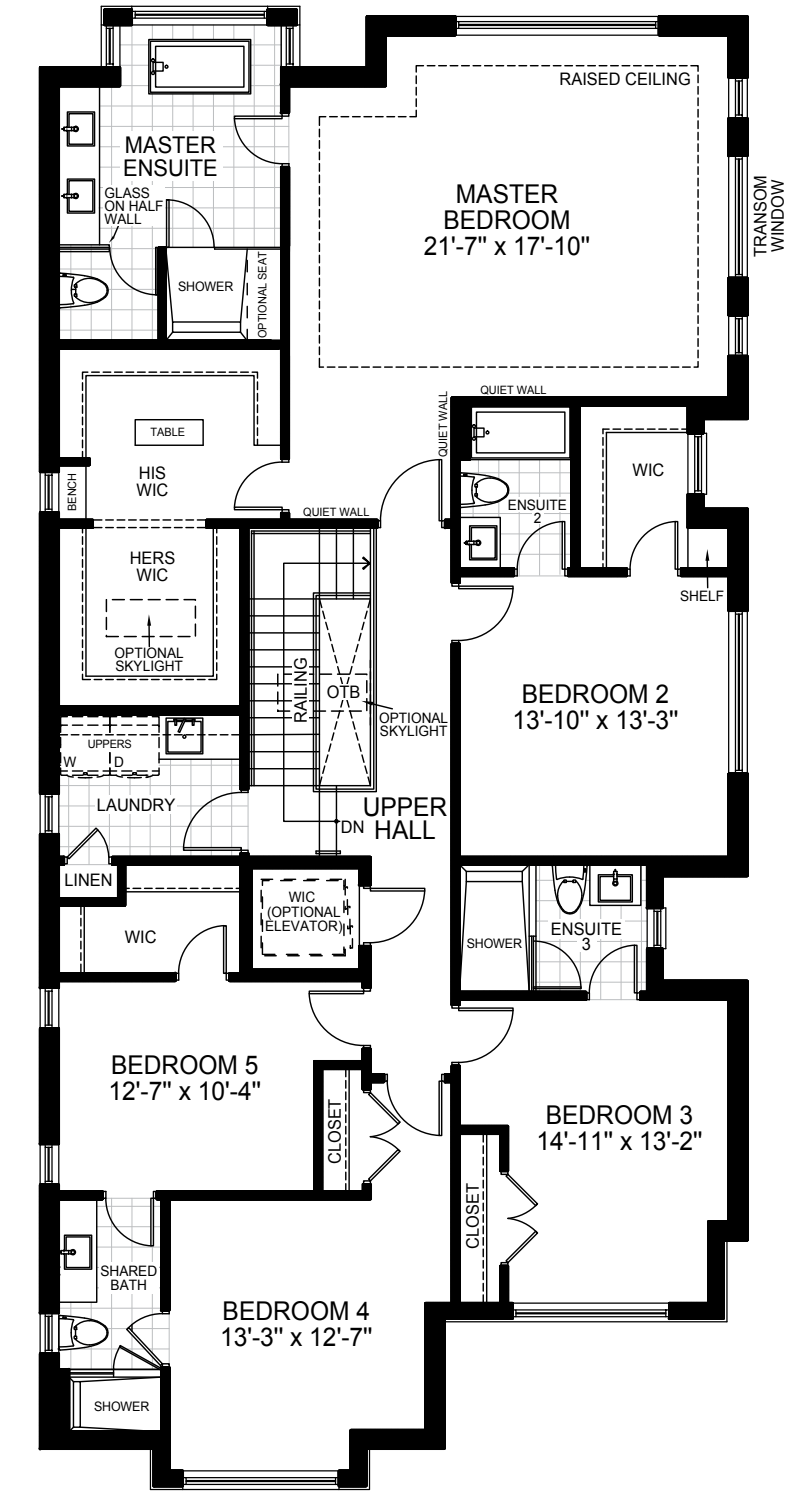 RAISED CEILING
MASTER
ENSUITE
GLASS
ON HALF
WALL
MASTER
BEDROOM
21'-7" x 17'-10"
TRANSOM
WINDOW
SHOWER
OPTIONAL SEAT
QUIET WALL
QUIET WALL
TABLE
HIS
WIC
BENCH
QUIET WALL
WIC
ENSUITE
2
HERS
WIC
OPTIONAL
SKYLIGHT
SHELF
RAILING
OTB
OPTIONAL
SKYLIGHT
BEDROOM 2
13'-10" x 13'-3"
UPPERS
W
D
LAUNDRY
UPPER
HALL
DN
LINEN
WIC
WIC
(OPTIONAL
ELEVATOR)
SHOWER
ENSUITE
3
BEDROOM 5
12'-7" x 10'-4"
CLOSET
BEDROOM 3
14'-11" x 13'-2"
CLOSET
SHARED
BATH
BEDROOM 4
13'-3" x 12'-7"
SHOWER